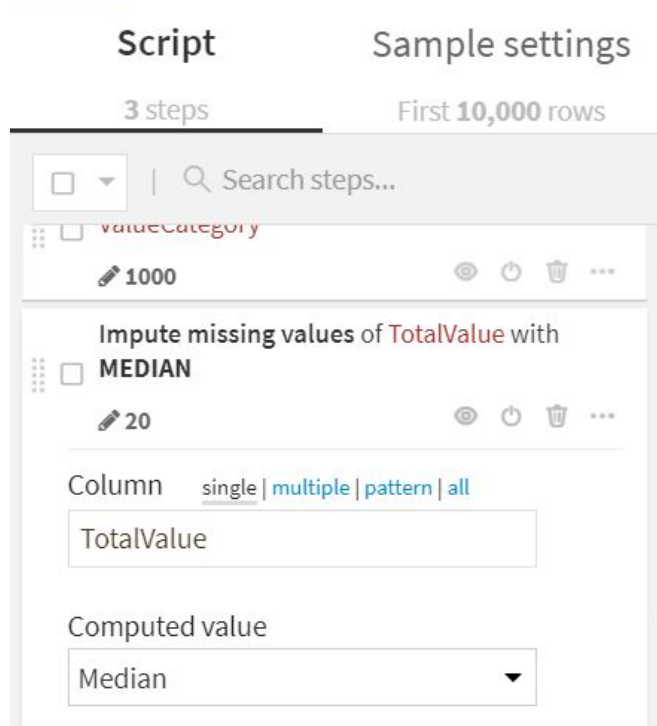 Script Sample settings
3 steps First 10,000 rows
| Search steps...
ValueCategory
1000
Impute missing values of TotalValue with
MEDIAN
20
Column single | multiple | pattern | all
TotalValue
Computed value
Median